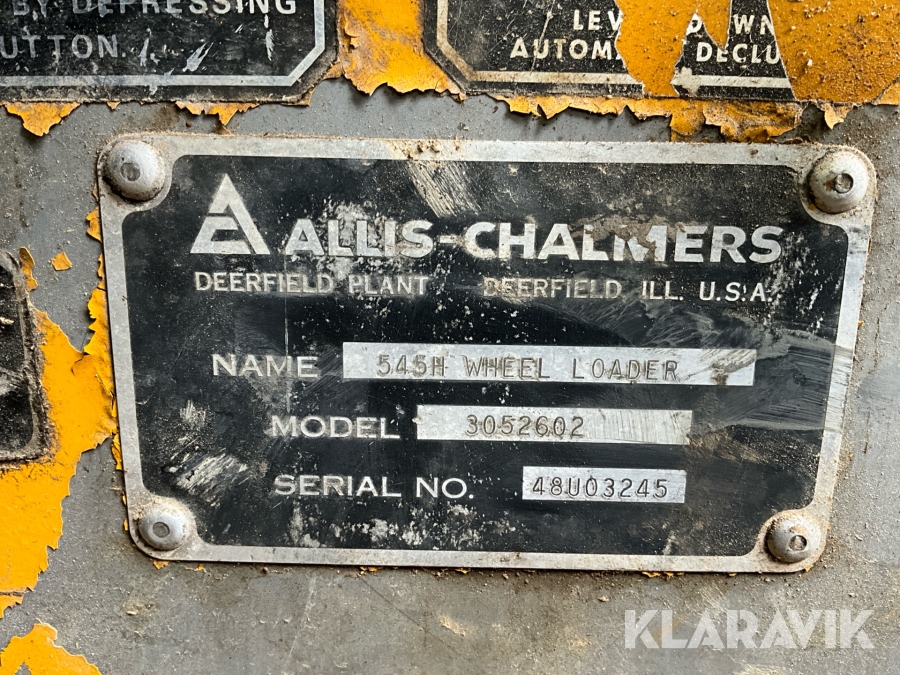 BY DEPRESSING
UTTON.
LEV DOWN
AUTOM DECLU
ALLIS-CHALMERS
DEERFIELD PLANT DEERFIELD ILL. U.S.A.
NAME 545H WHEEL LOADER
MODEL 3052602
SERIAL NO. 48U03245
KLARAVIK